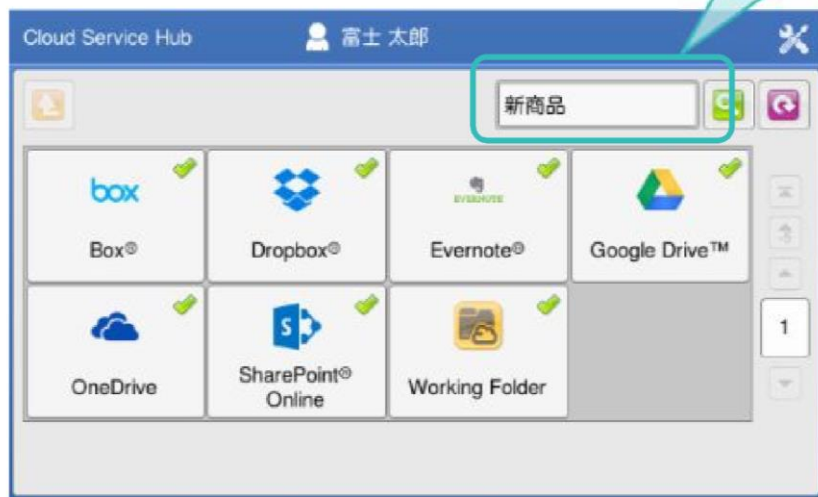 Cloud Service Hub 富士 太郎
新商品
box
EVERNOTE
Box® Dropbox® Evernote® Google Drive™
S
OneDrive SharePoint® Online Working Folder
1